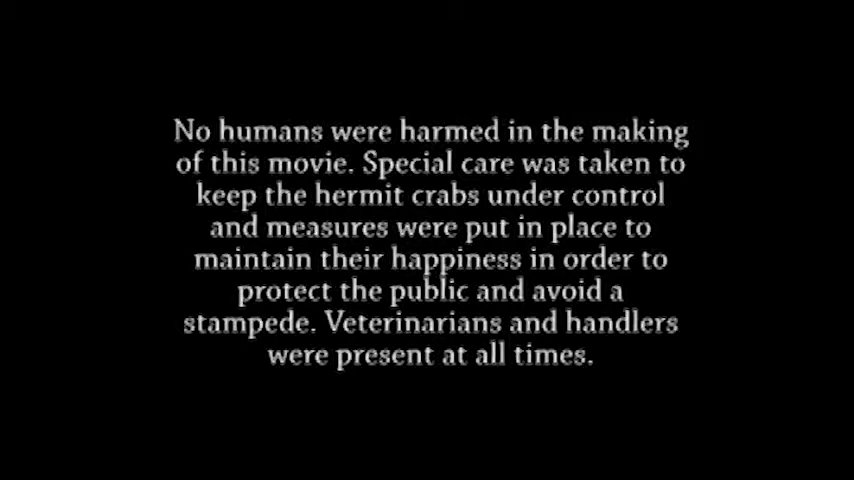 No humans were harmed in the making
of this movie. Special care was taken to
keep the hermit crabs under control
and measures were put in place to
maintain their happiness in order to
protect the public and avoid a
stampede. Veterinarians and handlers
were present at all times.